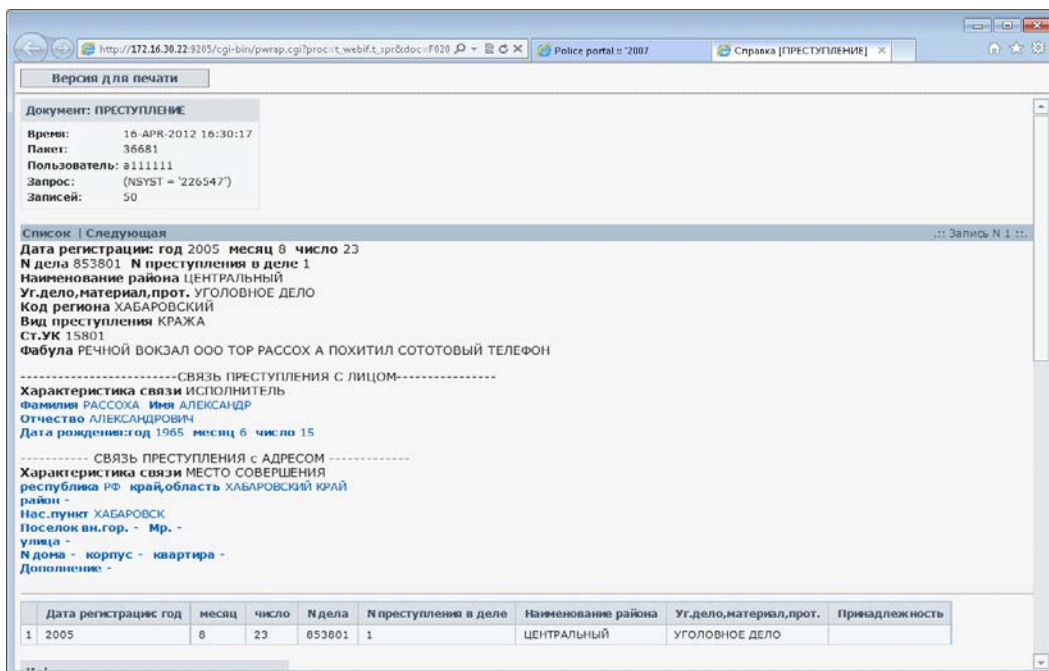 http://172.16.30.22:9205/cgi-bin/pwrap.cgi?proc=t_webif.t_spr&doc=F020
Police portal :: '2007
Справка [ПРЕСТУПЛЕНИЕ]
Версия для печати
Документ: ПРЕСТУПЛЕНИЕ
Время: 16-APR-2012 16:30:17
Пакет: 36681
Пользователь: a111111
Запрос: (NSYST = '226547')
Записей: 50
Список | Следующая .:: Запись N 1 ::.
Дата регистрации: год 2005 месяц 8 число 23
N дела 853801 N преступления в деле 1
Наименование района ЦЕНТРАЛЬНЫЙ
Уг.дело,материал,прот. УГОЛОВНОЕ ДЕЛО
Код региона ХАБАРОВСКИЙ
Вид преступления КРАЖА
Ст.УК 15801
Фабула РЕЧНОЙ ВОКЗАЛ ООО ТОР РАССОХ А ПОХИТИЛ СОТОТОВЫЙ ТЕЛЕФОН
-------------------------СВЯЗЬ ПРЕСТУПЛЕНИЯ С ЛИЦОМ----------------
Характеристика связи ИСПОЛНИТЕЛЬ
Фамилия РАССОХА Имя АЛЕКСАНДР
Отчество АЛЕКСАНДРОВИЧ
Дата рождения:год 1965 месяц 6 число 15
----------- СВЯЗЬ ПРЕСТУПЛЕНИЯ с АДРЕСОМ -------------
Характеристика связи МЕСТО СОВЕРШЕНИЯ
республика РФ край,область ХАБАРОВСКИЙ КРАЙ
район -
Нас.пункт ХАБАРОВСК
Поселок вн.гор. - Мр. -
улица -
N дома - корпус - квартира -
Дополнение -
Дата регистрации: год месяц число N дела N преступления в деле Наименование района Уг.дело,материал,прот. Принадлежность
1 2005 8 23 853801 1 ЦЕНТРАЛЬНЫЙ УГОЛОВНОЕ ДЕЛО